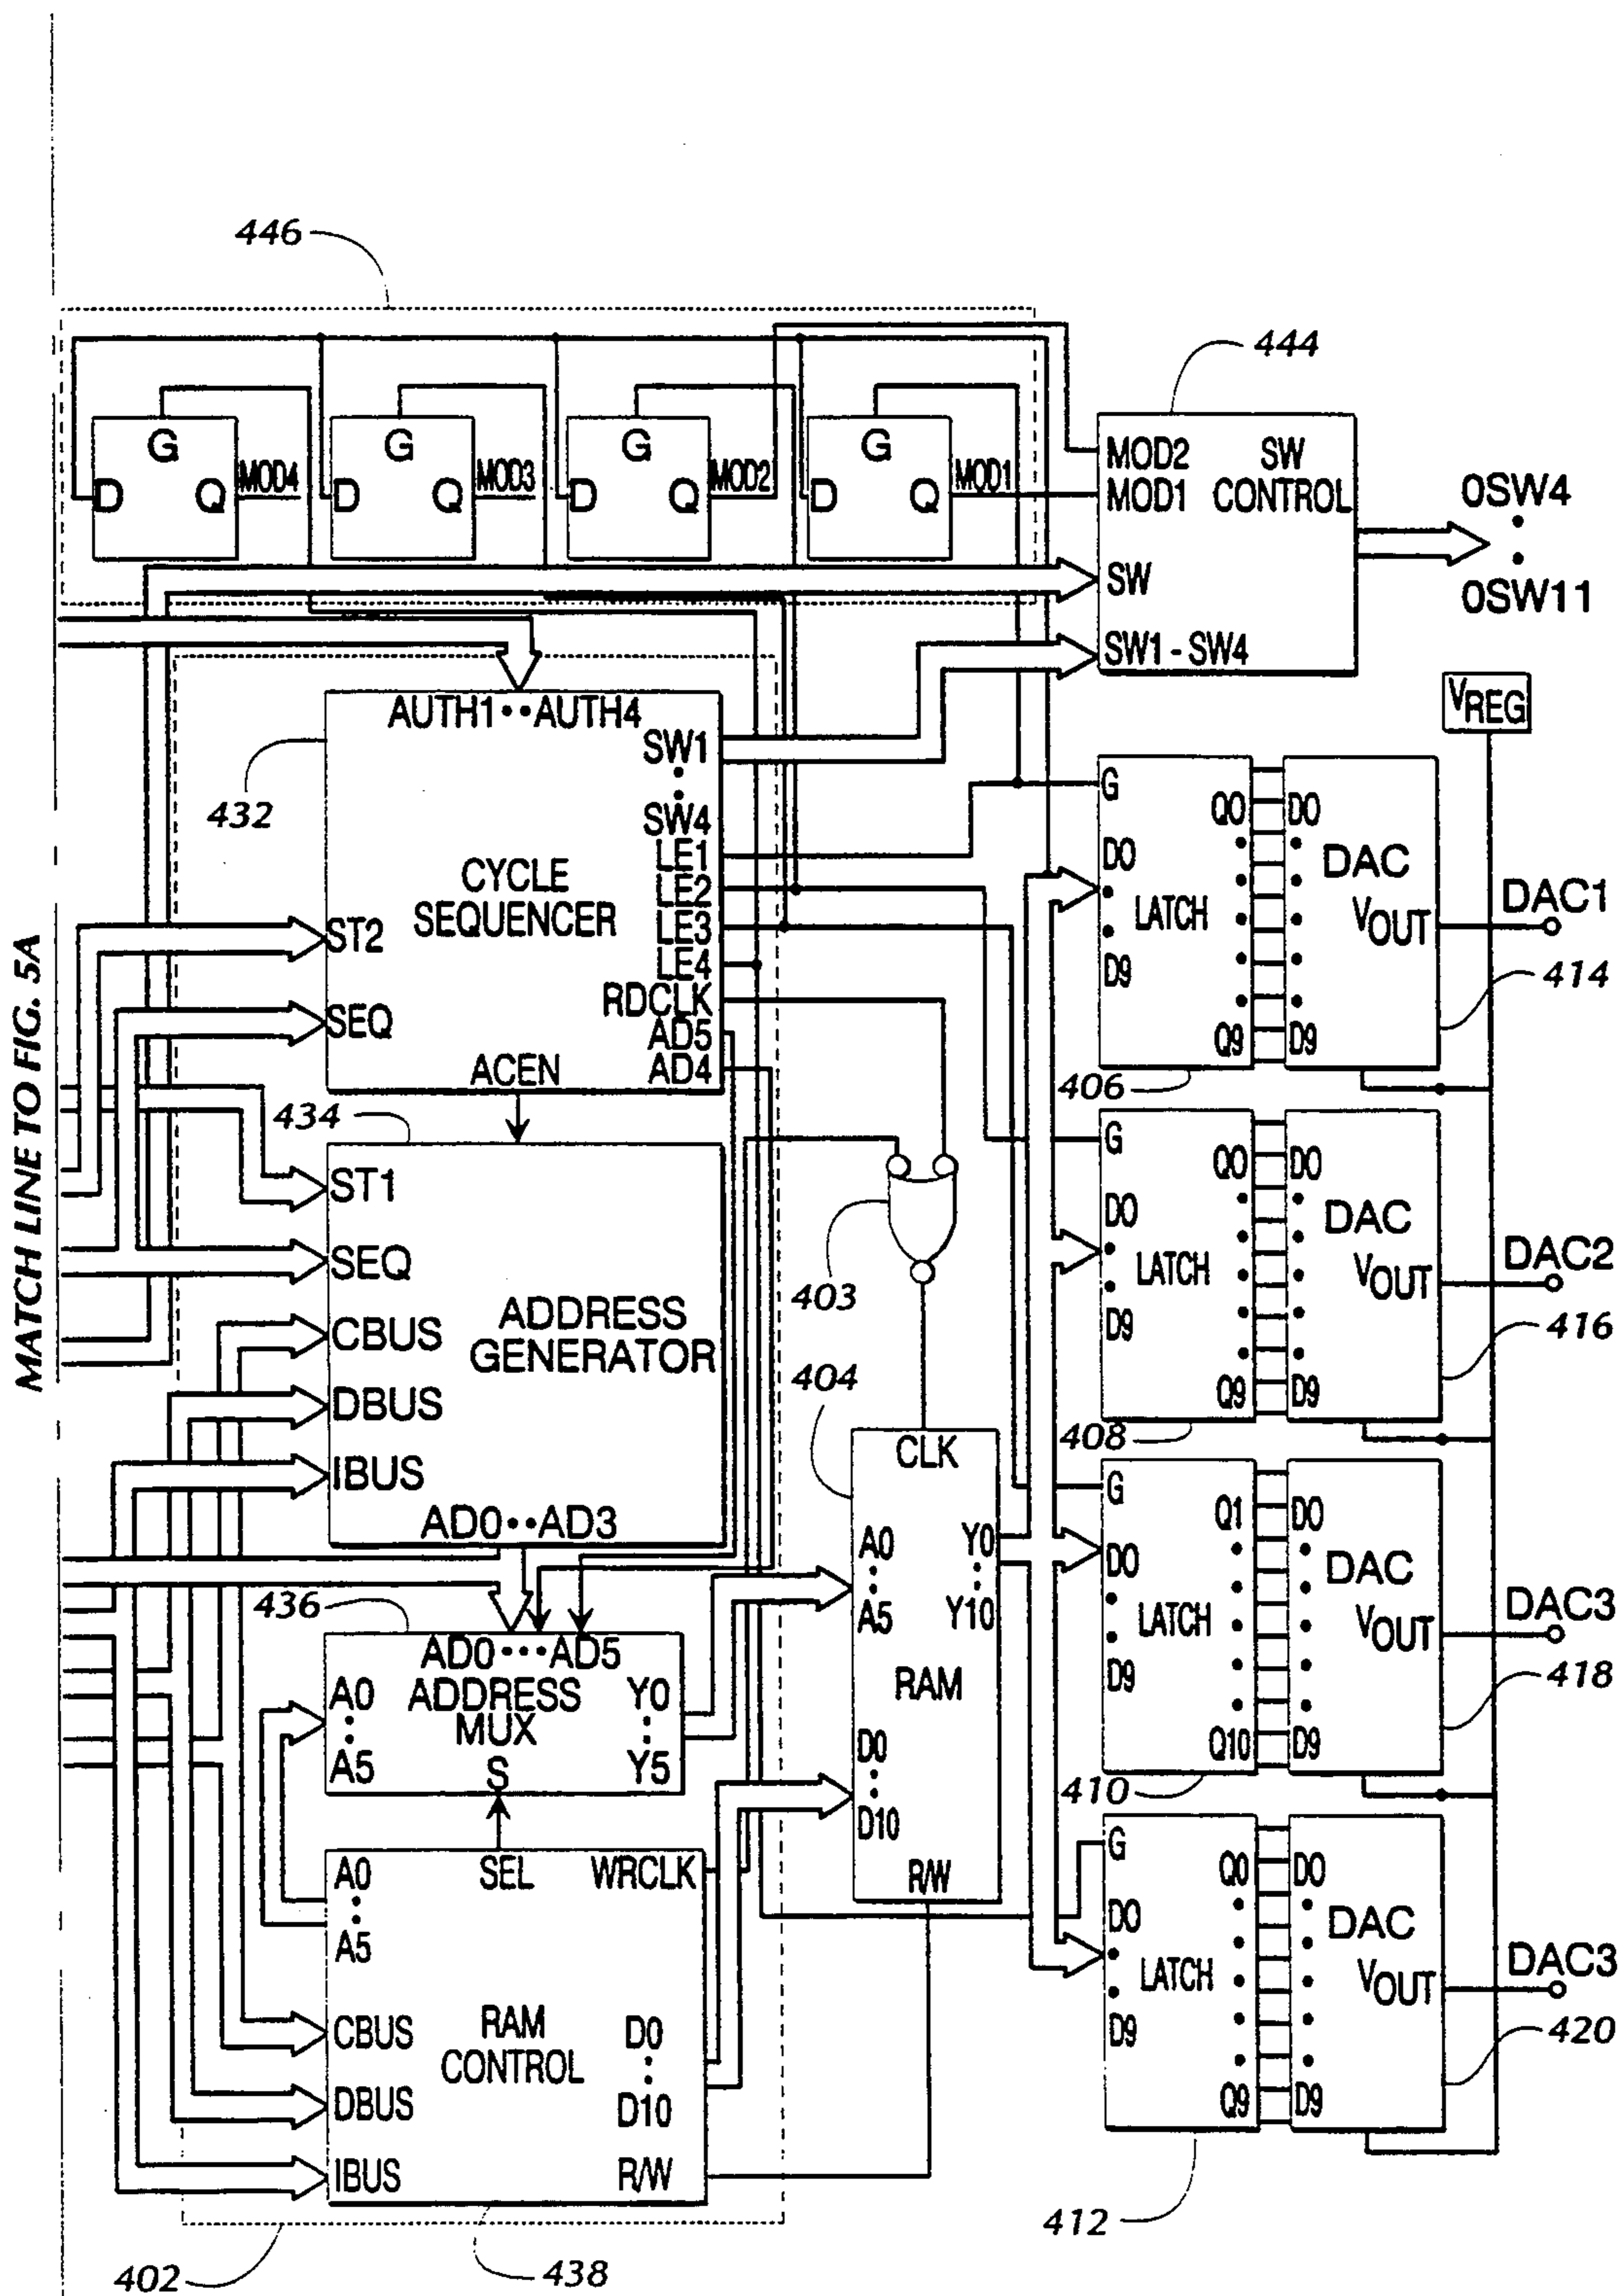 MATCH LINE TO FIG. 5A
446
G
D
Q
MOD4
G
D
Q
MOD3
G
D
Q
MOD2
G
D
Q
MOD1
444
MOD2
MOD1
SW
CONTROL
SW
SW1 - SW4
0SW4
0SW11
432
AUTH1••AUTH4
SW1
•
•
SW4
LE1
LE2
LE3
LE4
RDCLK
AD5
AD4
CYCLE
SEQUENCER
ST2
SEQ
ACEN
434
ST1
SEQ
CBUS
DBUS
IBUS
ADDRESS
GENERATOR
AD0••AD3
436
AD0•••AD5
ADDRESS
MUX
A0
A5
Y0
Y5
S
A0
A5
SEL
WRCLK
CBUS
DBUS
IBUS
RAM
CONTROL
D0
D10
R/W
402
438
403
404
CLK
A0
A5
Y0
Y10
RAM
D0
D10
R/W
VREG
G
D0
LATCH
D9
Q0
Q9
406
D0
DAC
VOUT
D9
DAC1
414
G
D0
LATCH
D9
Q0
Q9
408
D0
DAC
VOUT
D9
DAC2
416
G
D0
LATCH
D9
Q1
Q10
410
D0
DAC
VOUT
D9
DAC3
418
G
D0
LATCH
D9
Q0
Q9
412
D0
DAC
VOUT
D9
DAC3
420